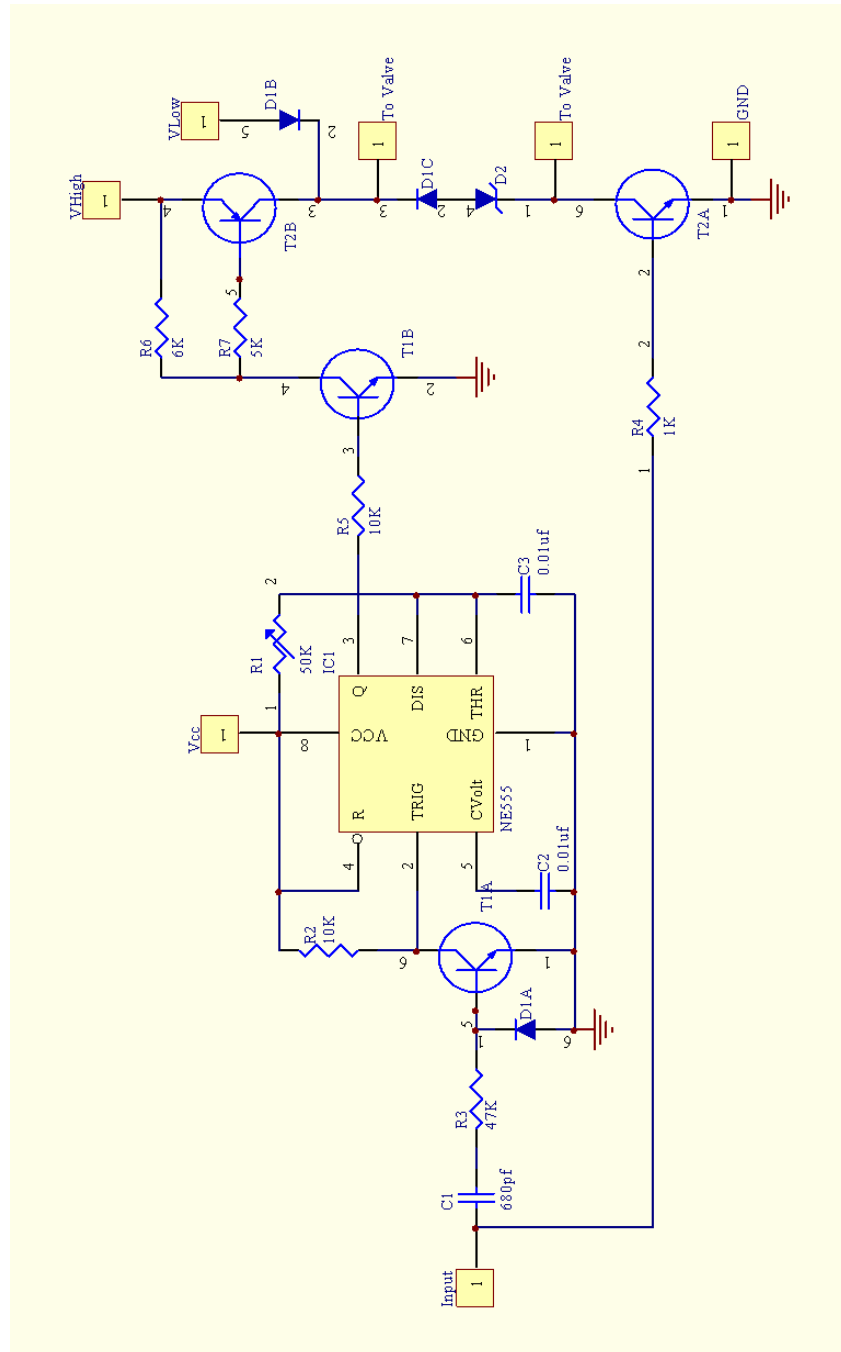 VHigh
1
VLow
1
5
D1B
2
4
T2B
3
To Valve
1
3
D1C
2
4
D2
1
To Valve
1
6
T2A
1
2
GND
1
R6
6K
R7
5K
5
4
T1B
2
3
R5
10K
2
R4
1K
1
Vcc
1
R1
50K
1
2
IC1
8
VCC
3
Q
7
DIS
6
THR
GND
1
R
4
TRIG
2
CVolt
5
NE555
C3
0.01uf
C2
0.01uf
R2
10K
6
T1A
1
5
1
D1A
6
R3
47K
C1
680pf
Input
1